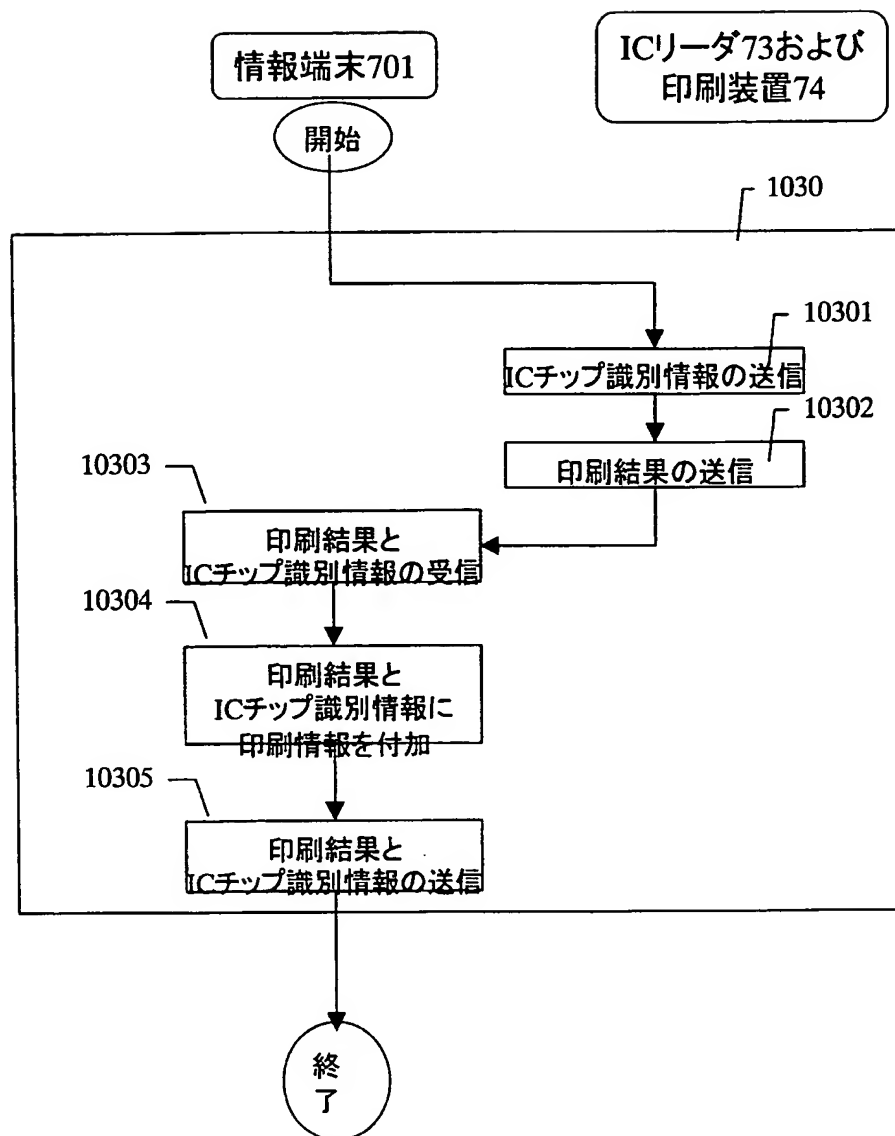 情報端末701
ICリーダ73および
印刷装置74
開始
1030
10301
ICチップ識別情報の送信
10302
印刷結果の送信
10303
印刷結果と
ICチップ識別情報の受信
10304
印刷結果と
ICチップ識別情報に
印刷情報を付加
10305
印刷結果と
ICチップ識別情報の送信
終
了